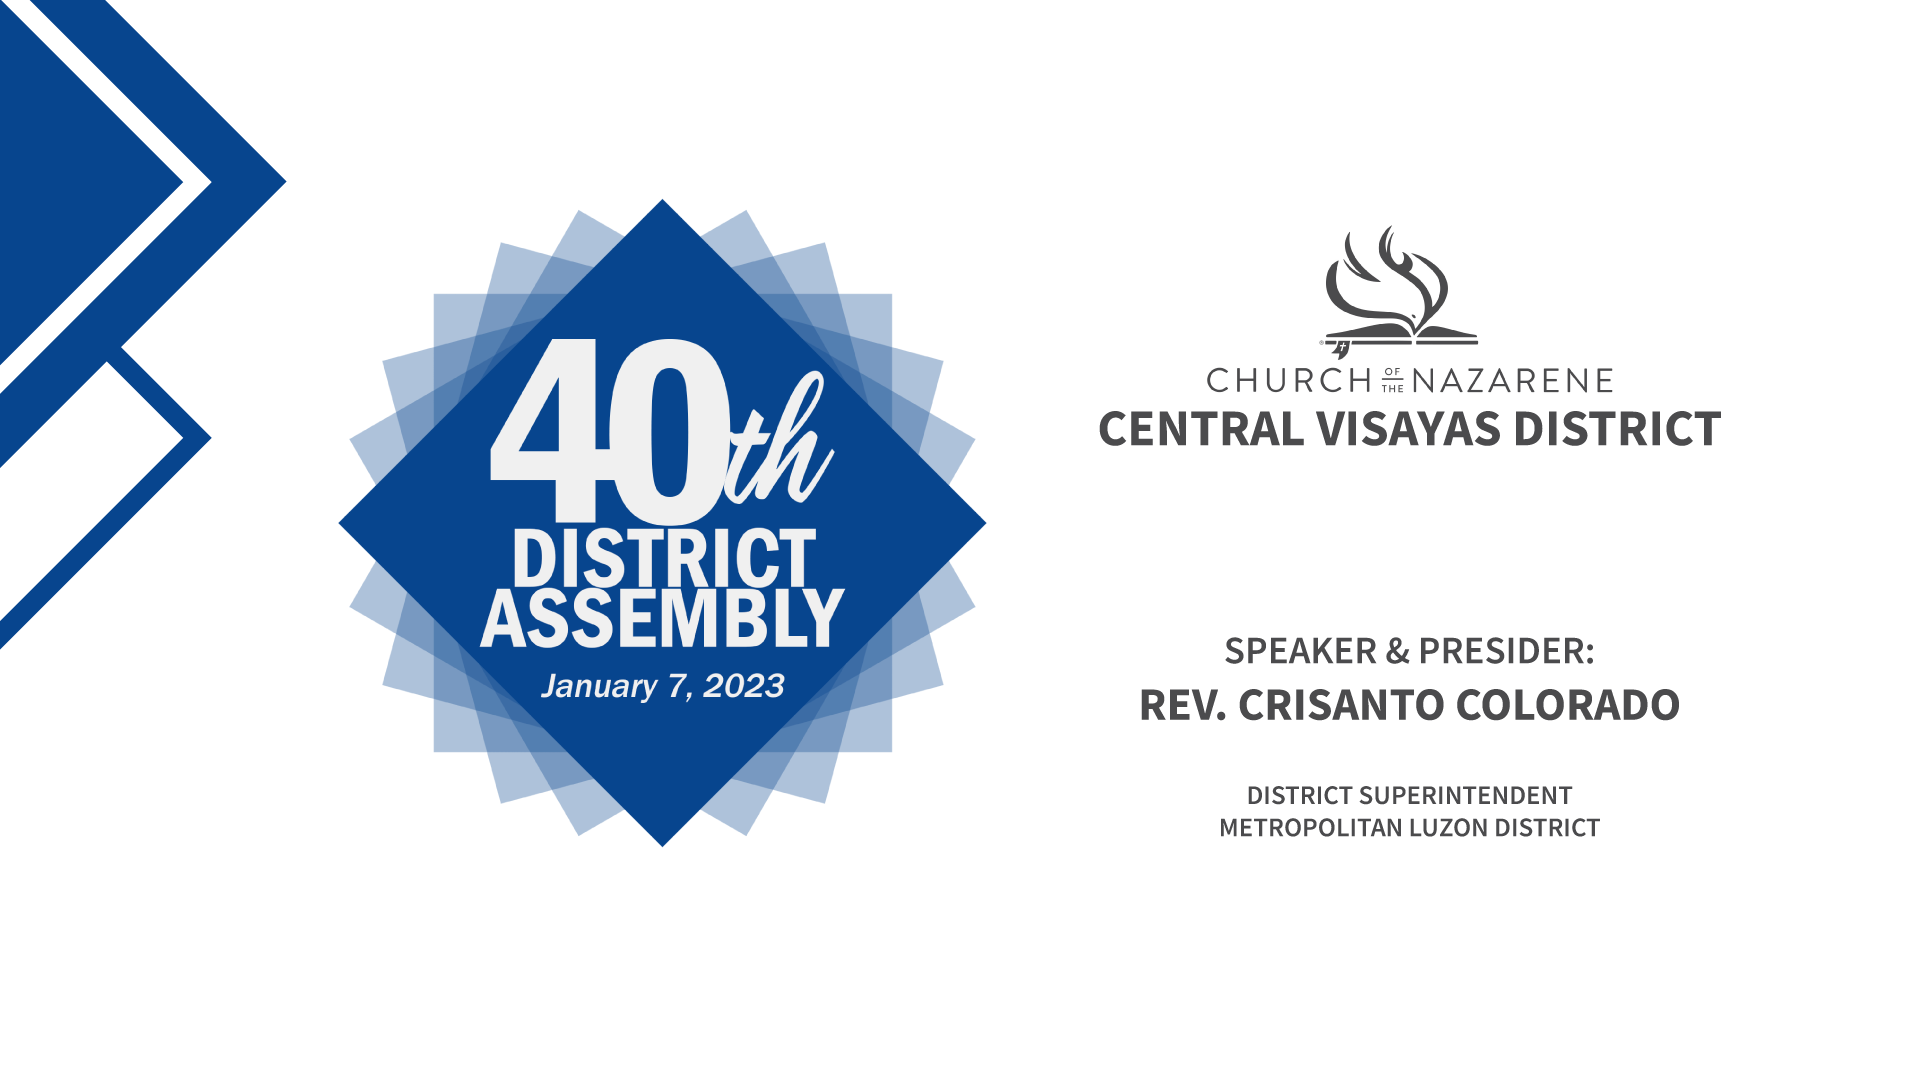 40th
DISTRICT
ASSEMBLY
January 7, 2023
CHURCH OF THE NAZARENE
CENTRAL VISAYAS DISTRICT
SPEAKER & PRESIDER:
REV. CRISANTO COLORADO
DISTRICT SUPERINTENDENT
METROPOLITAN LUZON DISTRICT